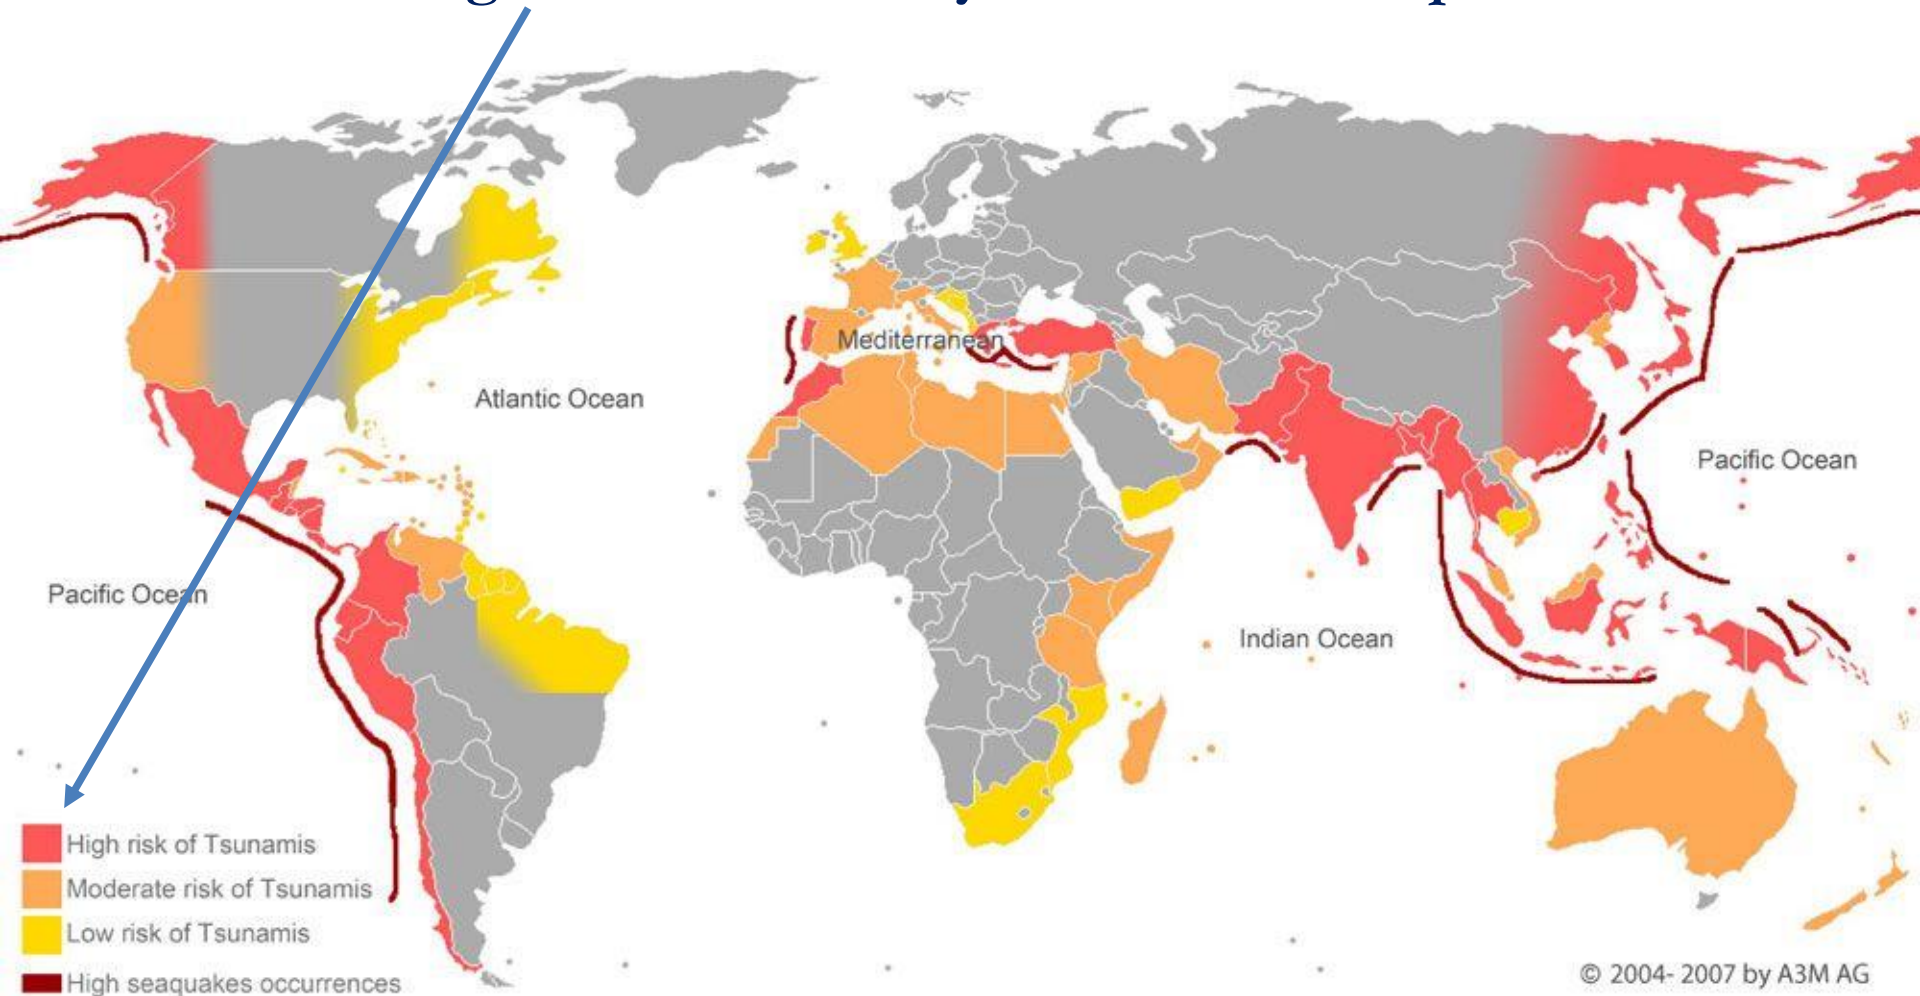 Mediterranean
Atlantic Ocean
Pacific Ocean
Pacific Ocean
Indian Ocean
High risk of Tsunamis
Moderate risk of Tsunamis
Low risk of Tsunamis
High seaquakes occurrences
© 2004- 2007 by A3M AG